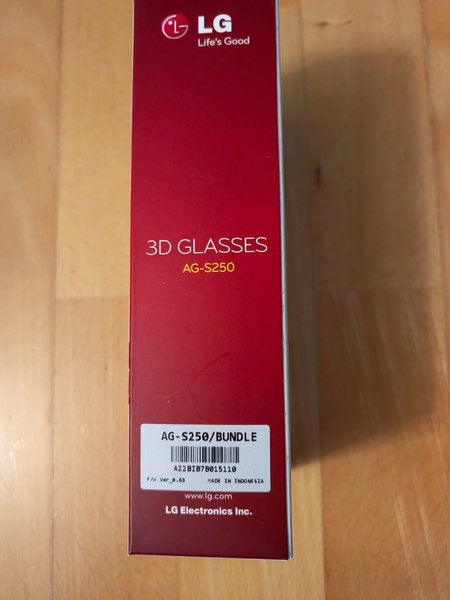 LG
Life's Good
3D GLASSES
AG-S250
AG-S250/BUNDLE
A22BIB7B015110
F/W Ver_0.63 MADE IN INDONESIA
www.lg.com
LG Electronics Inc.